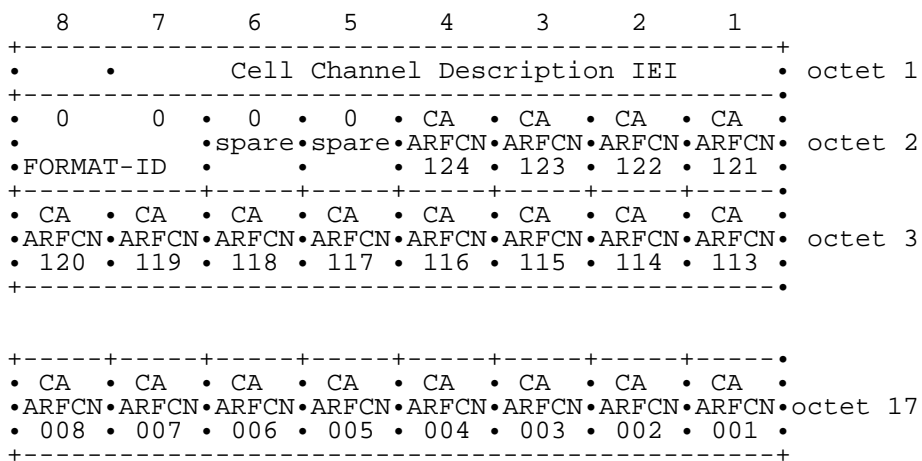 8 7 6 5 4 3 2 1
+-----------------------------------------------+
• • Cell Channel Description IEI • octet 1
+-----------------------------------------------•
• 0 0 • 0 • 0 • CA • CA • CA • CA •
• •spare•spare•ARFCN•ARFCN•ARFCN•ARFCN• octet 2
•FORMAT-ID • • • 124 • 123 • 122 • 121 •
+-----------+-----+-----+-----+-----+-----+-----•
• CA • CA • CA • CA • CA • CA • CA • CA •
•ARFCN•ARFCN•ARFCN•ARFCN•ARFCN•ARFCN•ARFCN•ARFCN• octet 3
• 120 • 119 • 118 • 117 • 116 • 115 • 114 • 113 •
+-----------------------------------------------•
+-----+-----+-----+-----+-----+-----+-----+-----•
• CA • CA • CA • CA • CA • CA • CA • CA •
•ARFCN•ARFCN•ARFCN•ARFCN•ARFCN•ARFCN•ARFCN•ARFCN•octet 17
• 008 • 007 • 006 • 005 • 004 • 003 • 002 • 001 •
+-----------------------------------------------+